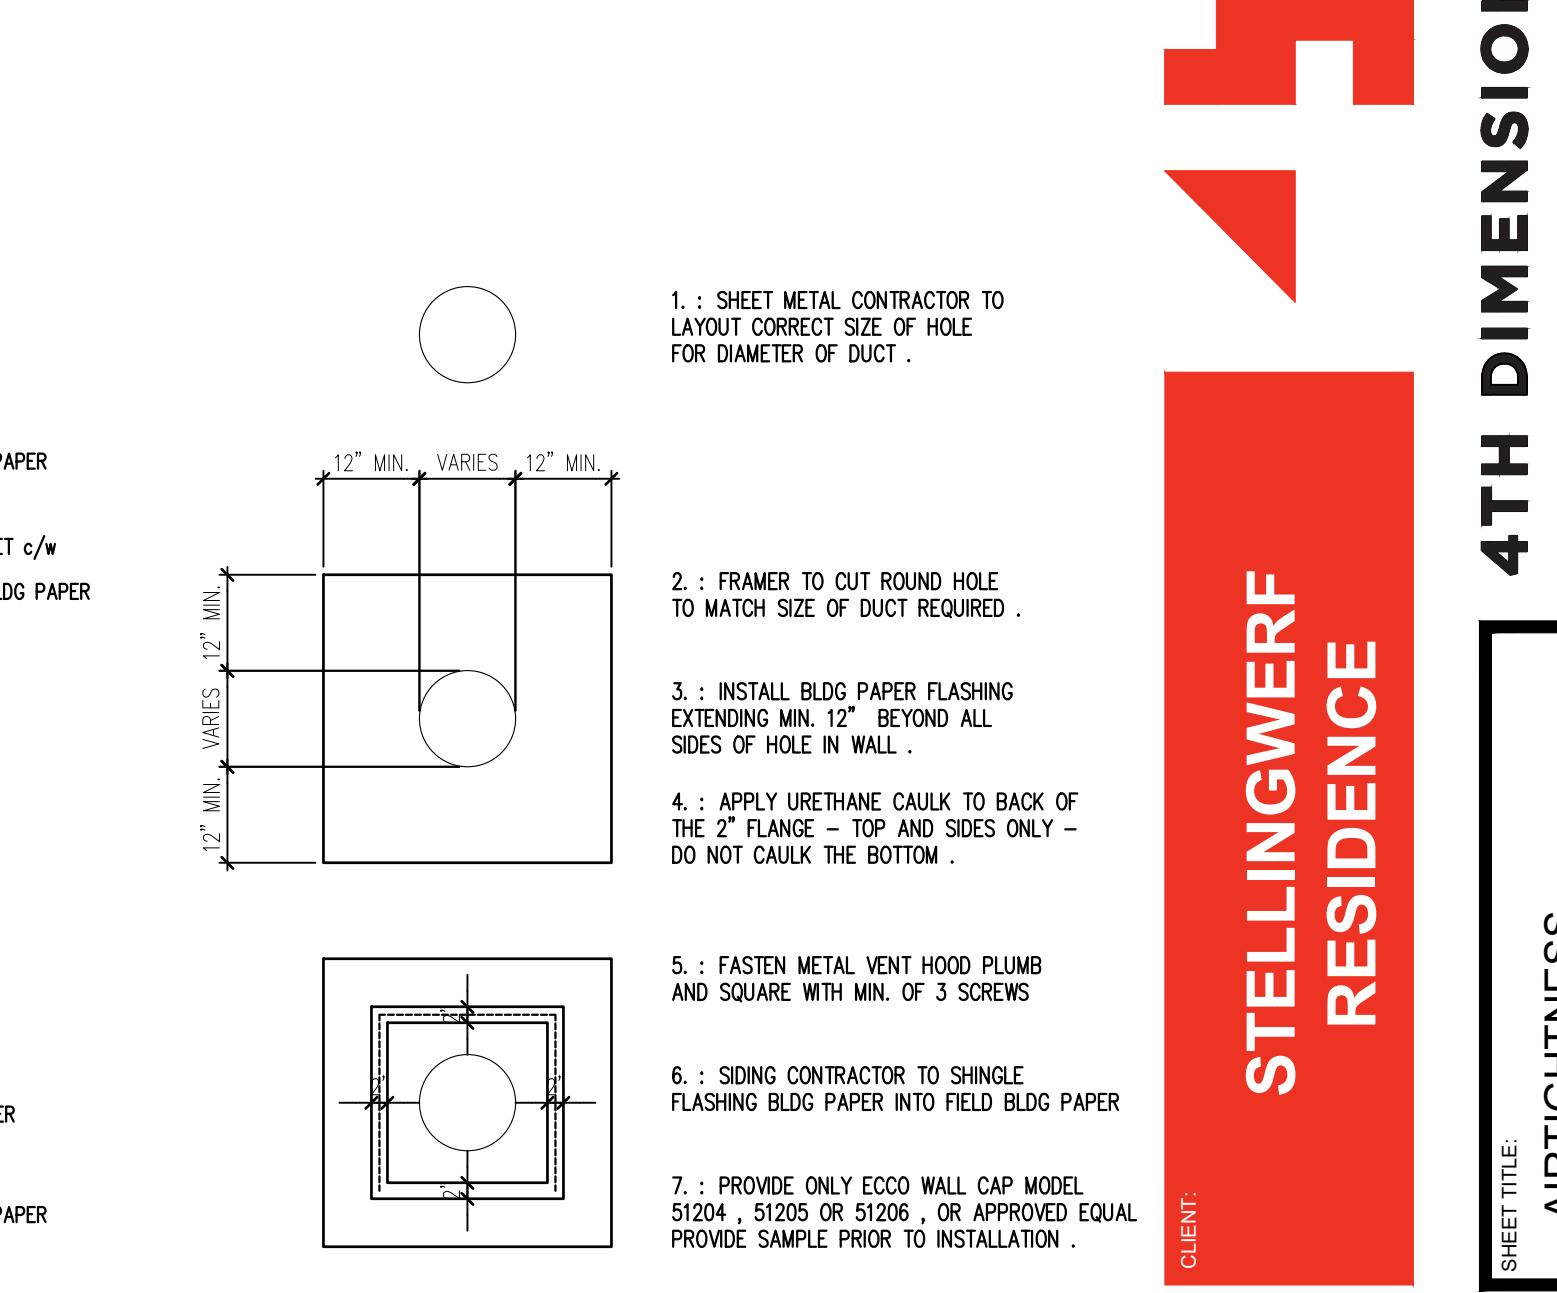 PAPER
c/w
PAPER
PAPER
1. : SHEET METAL CONTRACTOR TO
LAYOUT CORRECT SIZE OF HOLE
FOR DIAMETER OF DUCT .
12” MIN. VARIES 12” MIN.
12” MIN.
VARIES
12” MIN.
2. : FRAMER TO CUT ROUND HOLE
TO MATCH SIZE OF DUCT REQUIRED .
3. : INSTALL BLDG PAPER FLASHING
EXTENDING MIN. 12” BEYOND ALL
SIDES OF HOLE IN WALL .
4. : APPLY URETHANE CAULK TO BACK OF
THE 2” FLANGE – TOP AND SIDES ONLY –
DO NOT CAULK THE BOTTOM .
2”
2”
2”
2”
5. : FASTEN METAL VENT HOOD PLUMB
AND SQUARE WITH MIN. OF 3 SCREWS
6. : SIDING CONTRACTOR TO SHINGLE
FLASHING BLDG PAPER INTO FIELD BLDG PAPER
7. : PROVIDE ONLY ECCO WALL CAP MODEL
51204 , 51205 OR 51206 , OR APPROVED EQUAL
PROVIDE SAMPLE PRIOR TO INSTALLATION .
CLIENT:
STELLINGWERF
RESIDENCE
4TH
SHEET TITLE: